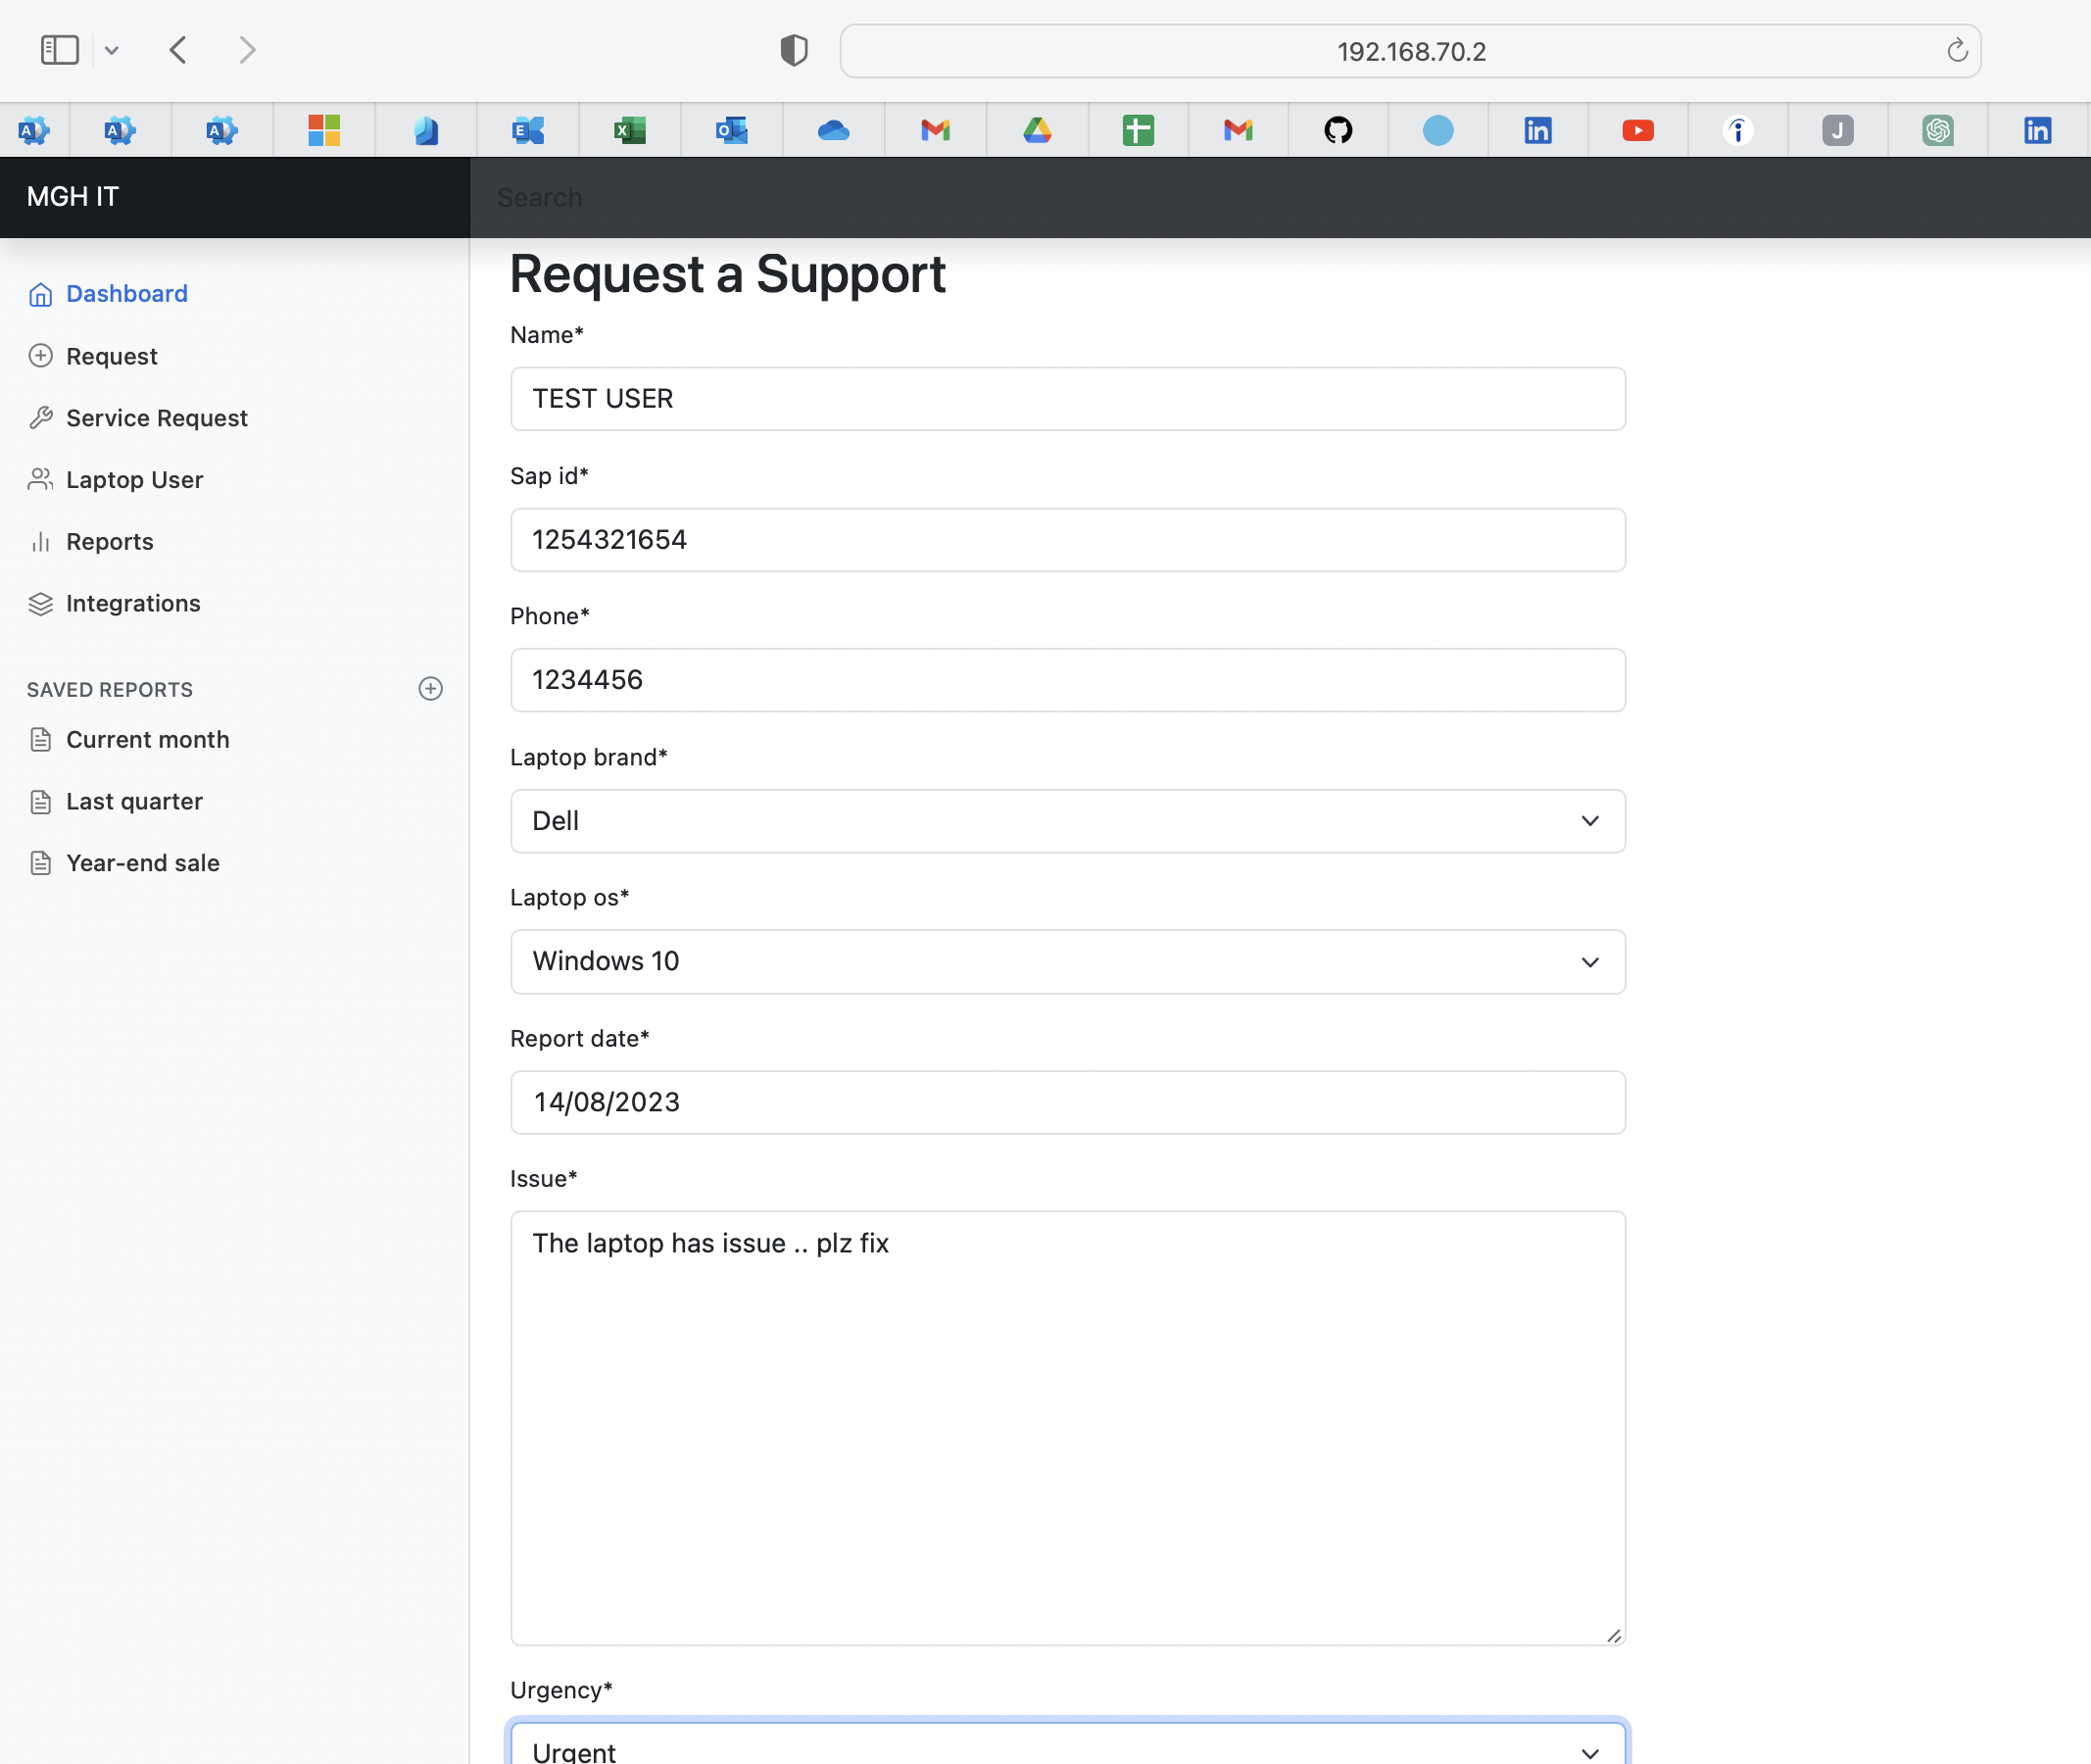 192.168.70.2
MGH IT
Search
Dashboard
Request
Service Request
Laptop User
Reports
Integrations
SAVED REPORTS
Current month
Last quarter
Year-end sale
Request a Support
Name*
TEST USER
Sap id*
1254321654
Phone*
1234456
Laptop brand*
Dell
Laptop os*
Windows 10
Report date*
14/08/2023
Issue*
The laptop has issue .. plz fix
Urgency*
Urgent